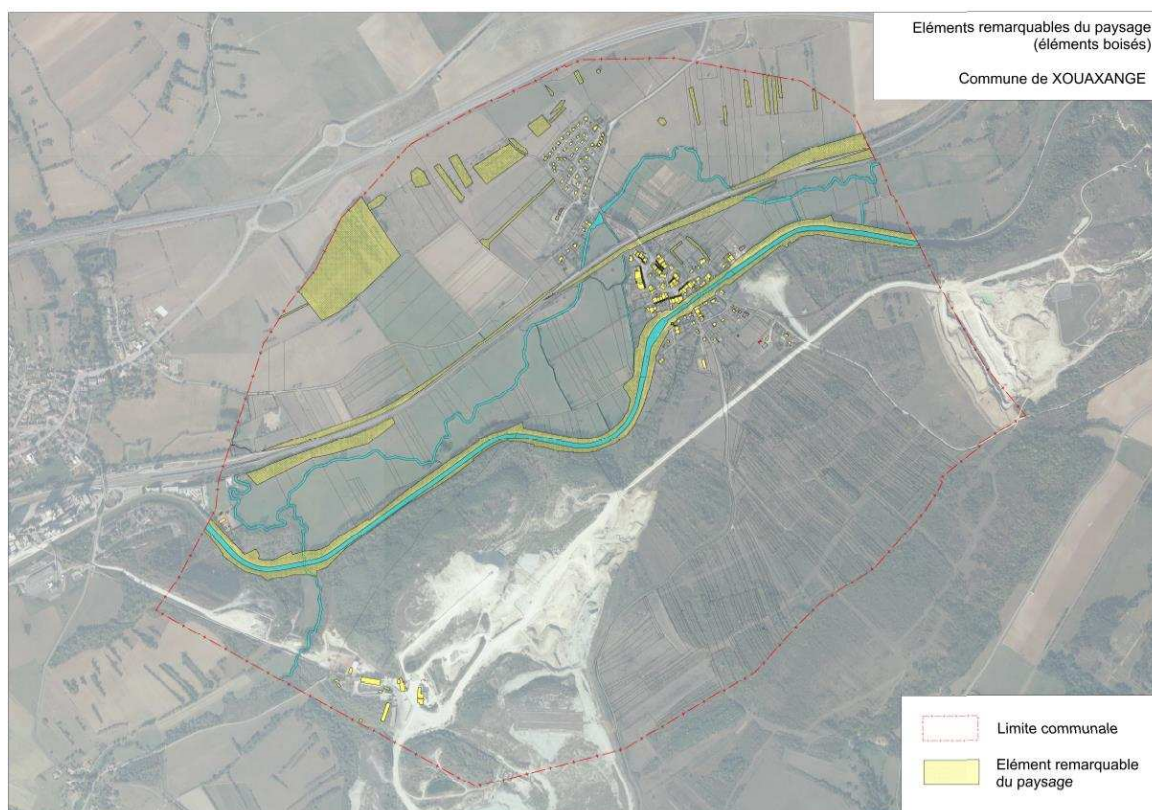 Eléments remarquables du paysage
(éléments boisés)
Commune de XOUAXANGE
Limite communale
Elément remarquable
du paysage